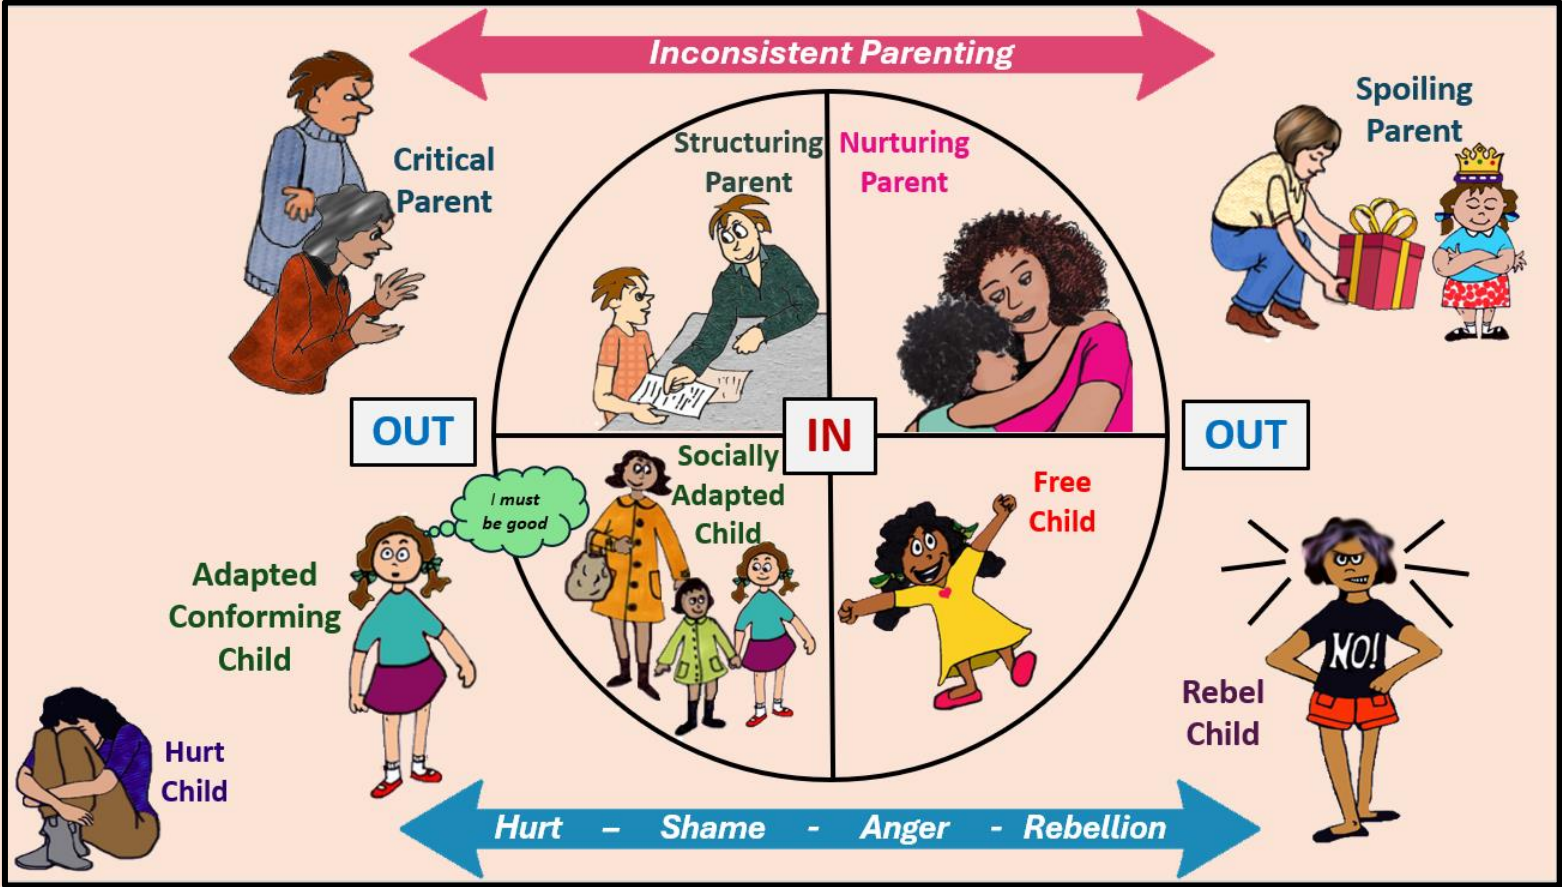 Inconsistent Parenting
Critical
Parent
Structuring
Parent
Nurturing
Parent
Spoiling
Parent
OUT
IN
OUT
I must
be good
Socially
Adapted
Child
Free
Child
Adapted
Conforming
Child
Hurt
Child
NO!
Rebel
Child
Hurt – Shame - Anger - Rebellion